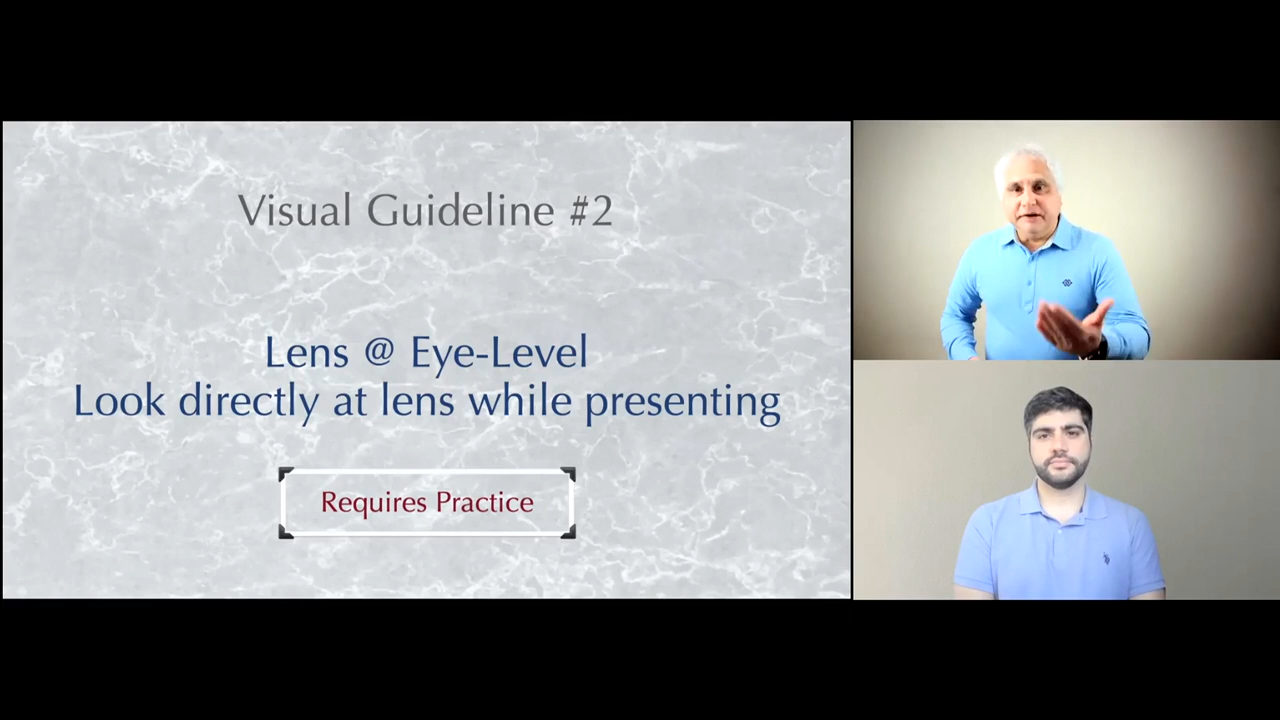 Visual Guideline #2
Lens @ Eye-Level
Look directly at lens while presenting
Requires Practice